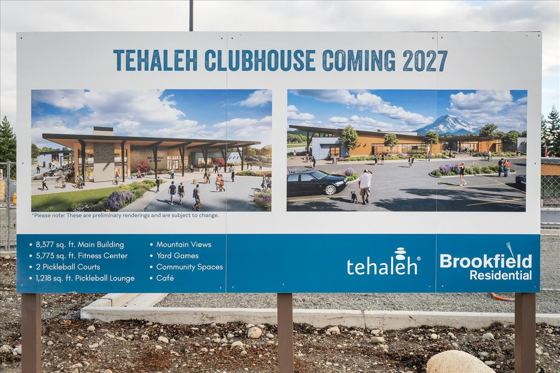 TEHALEH CLUBHOUSE COMING 2027
*Please note: These are preliminary renderings and are subject to change.
• 8,377 sq. ft. Main Building
• 5,773 sq. ft. Fitness Center
• 2 Pickleball Courts
• 1,218 sq. ft. Pickleball Lounge
• Mountain Views
• Yard Games
• Community Spaces
• Café
tehaleh®
Brookfield
Residential